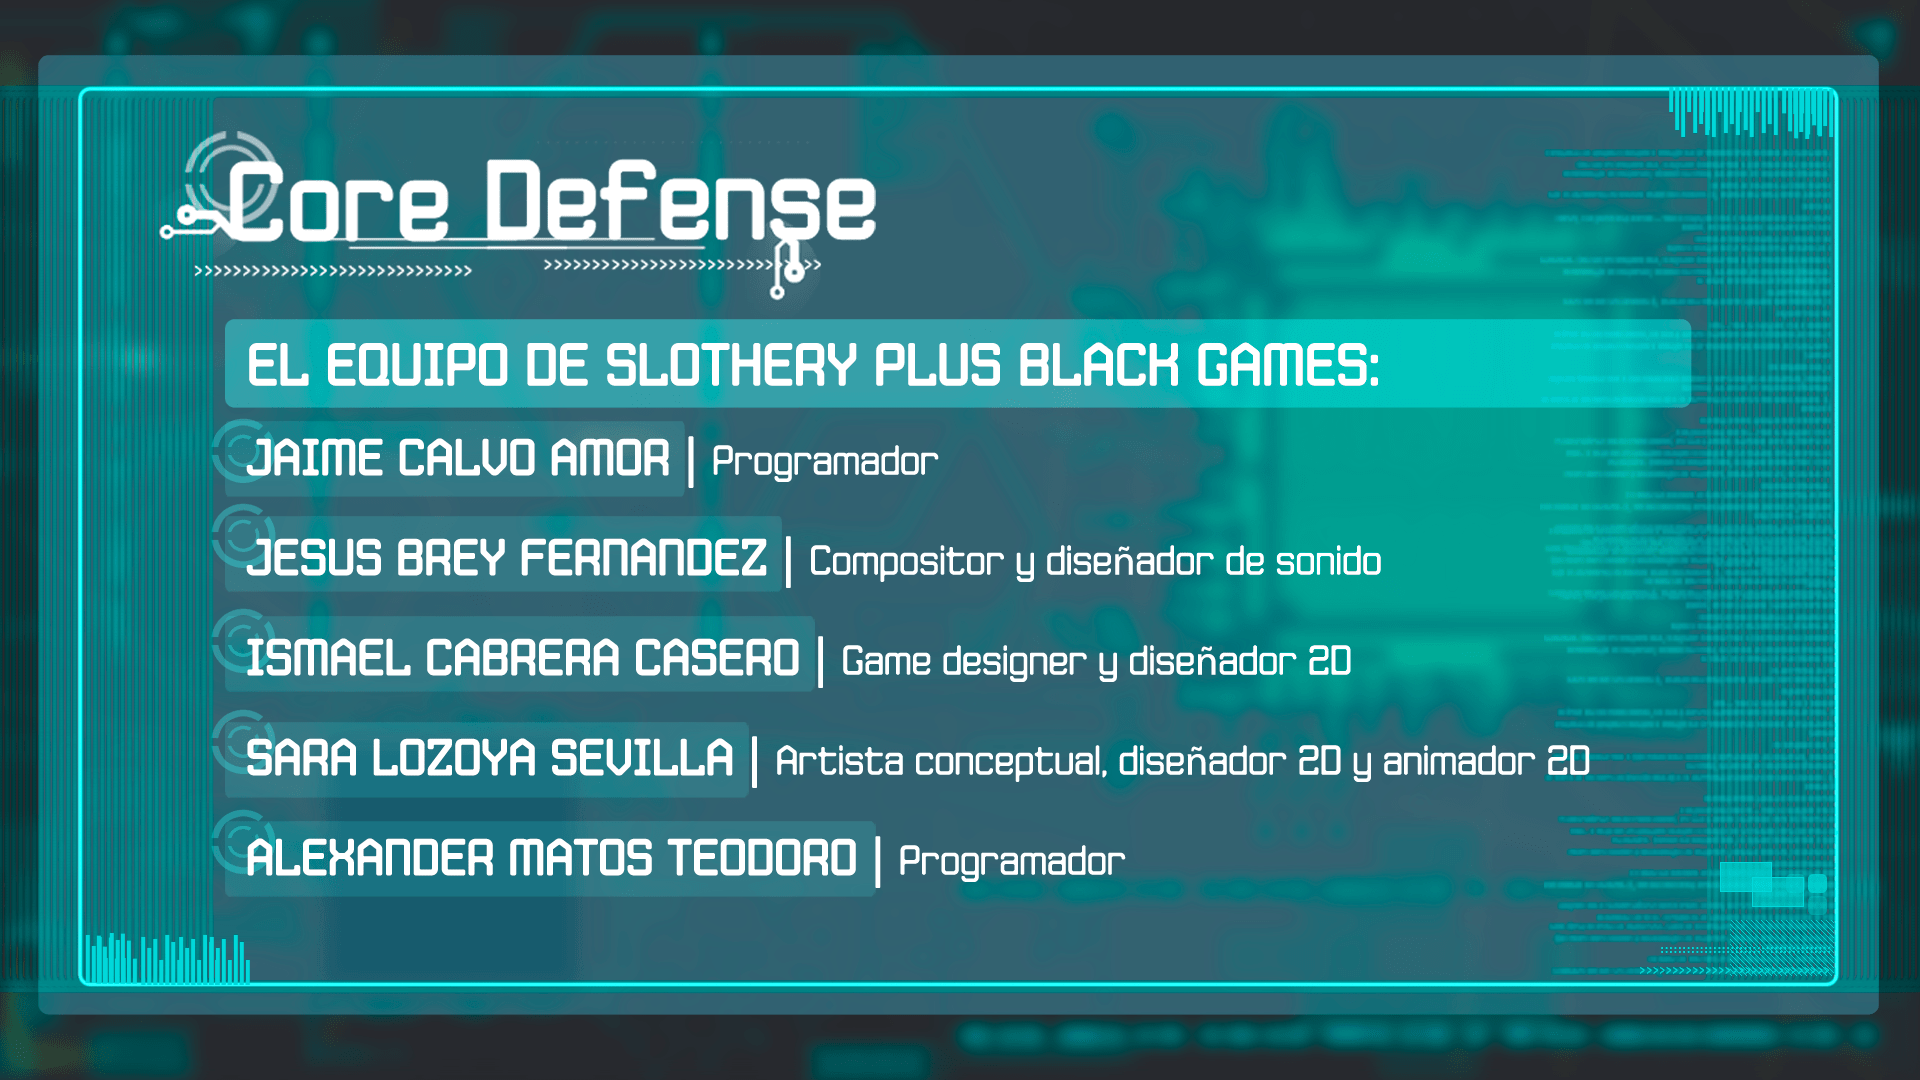 Core Defense
EL EQUIPO DE SLOTHERY PLUS BLACK GAMES:
JAIME CALVO AMOR | Programador
JESUS BREY FERNANDEZ | Compositor y diseñador de sonido
ISMAEL CABRERA CASERO | Game designer y diseñador 2D
SARA LOZOYA SEVILLA | Artista conceptual, diseñador 2D y animador 2D
ALEXANDER MATOS TEODORO | Programador